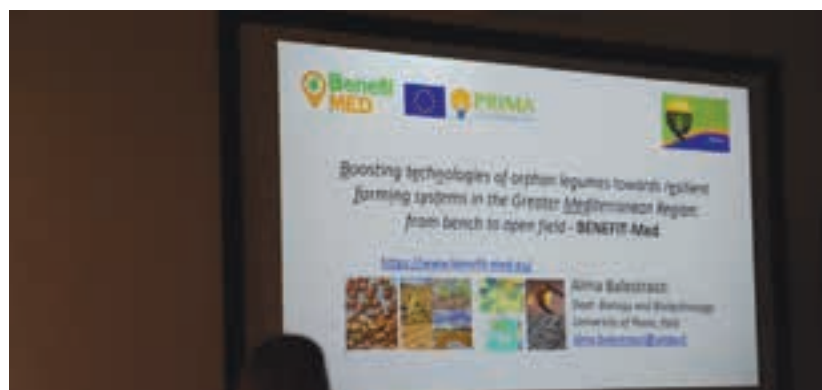 Benefit
MED
PRIMA
Boosting technologies of orphan legumes towards resilient
farming systems in the Greater Mediterranean Region:
from bench to open field - BENEFIT-Med
https://www.benefit-med.eu/
Alma Balestrazzi
Dept. Biology and Biotechnology
University of Pavia, Italy